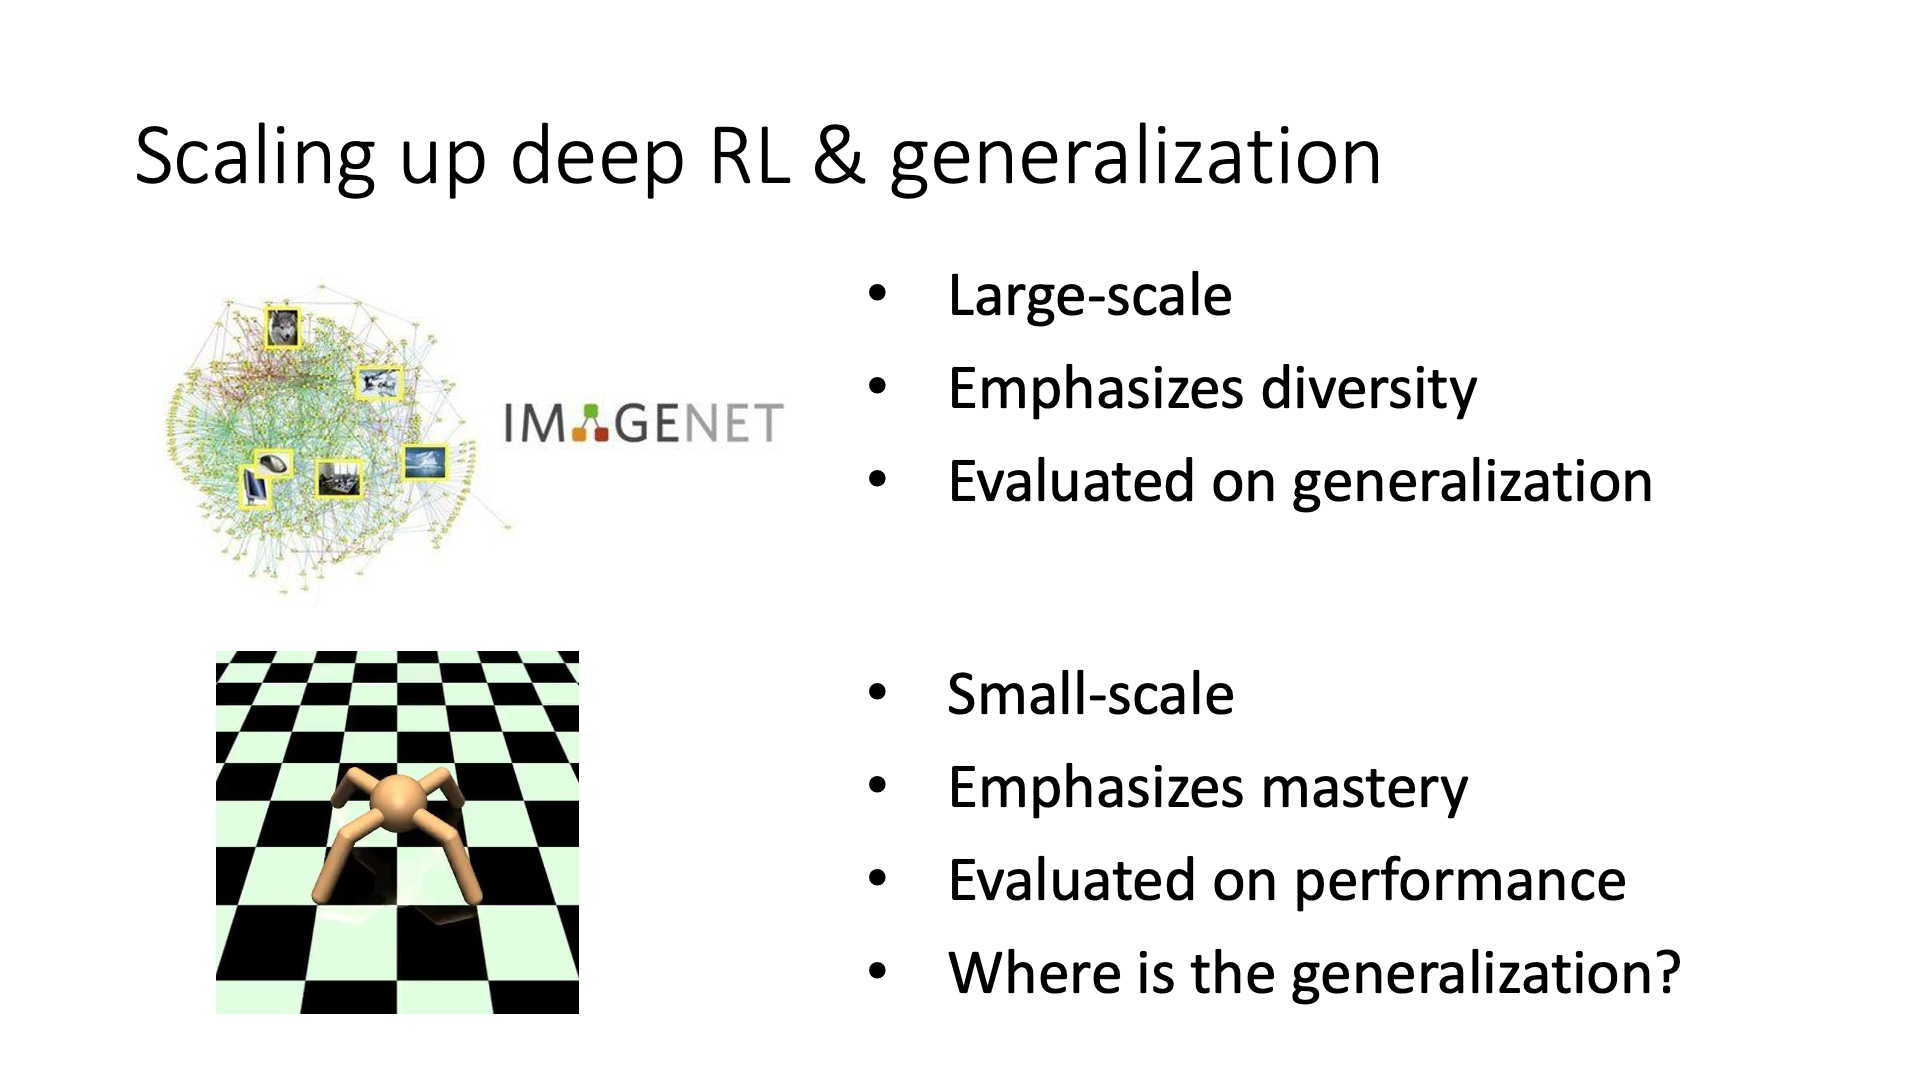 Scaling up deep RL & generalization
IMAGENET
• Large-scale
• Emphasizes diversity
• Evaluated on generalization
• Small-scale
• Emphasizes mastery
• Evaluated on performance
• Where is the generalization?